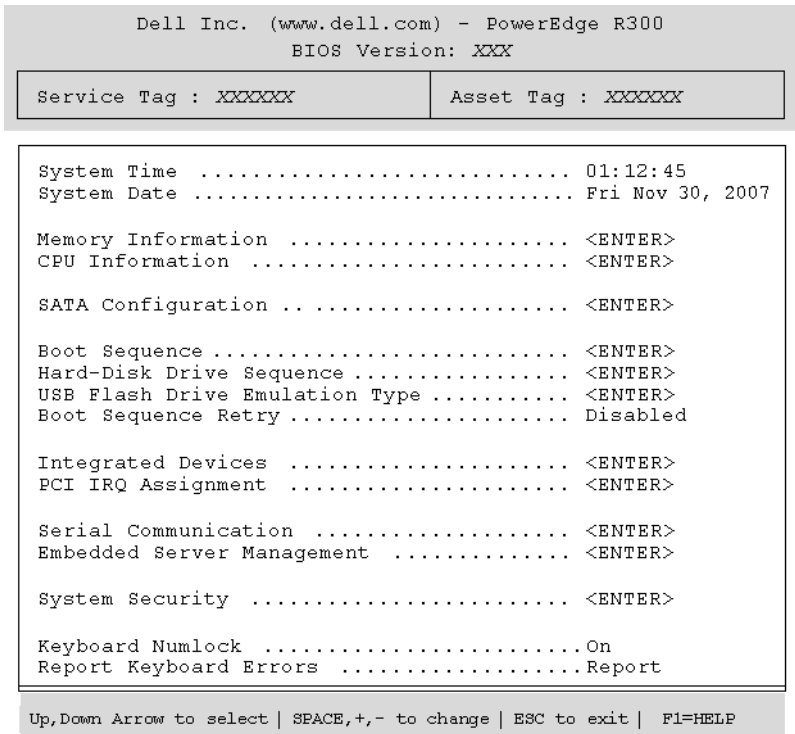 Dell Inc. (www.dell.com) - PowerEdge R300
BIOS Version: XXX
Service Tag : XXXXXX
Asset Tag : XXXXXX
System Time ............................. 01:12:45
System Date .............................. Fri Nov 30, 2007
Memory Information ...................... <ENTER>
CPU Information ......................... <ENTER>
SATA Configuration .. .................... <ENTER>
Boot Sequence ............................ <ENTER>
Hard-Disk Drive Sequence ................. <ENTER>
USB Flash Drive Emulation Type ........... <ENTER>
Boot Sequence Retry ...................... Disabled
Integrated Devices ...................... <ENTER>
PCI IRQ Assignment ...................... <ENTER>
Serial Communication .................... <ENTER>
Embedded Server Management .............. <ENTER>
System Security ......................... <ENTER>
Keyboard Numlock .........................On
Report Keyboard Errors ...................Report
Up,Down Arrow to select | SPACE,+,- to change | ESC to exit | F1=HELP